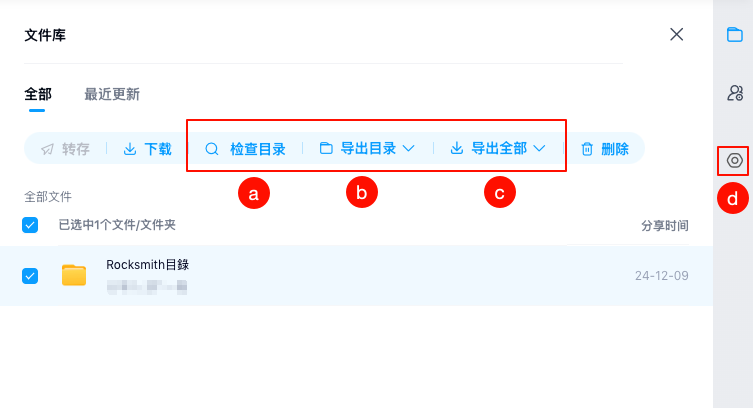 文件库
全部 最近更新
转存 下载 检查目录 导出目录 导出全部 删除
a b c d
全部文件
已选中1个文件/文件夹 分享时间
Rocksmith目錄
24-12-09